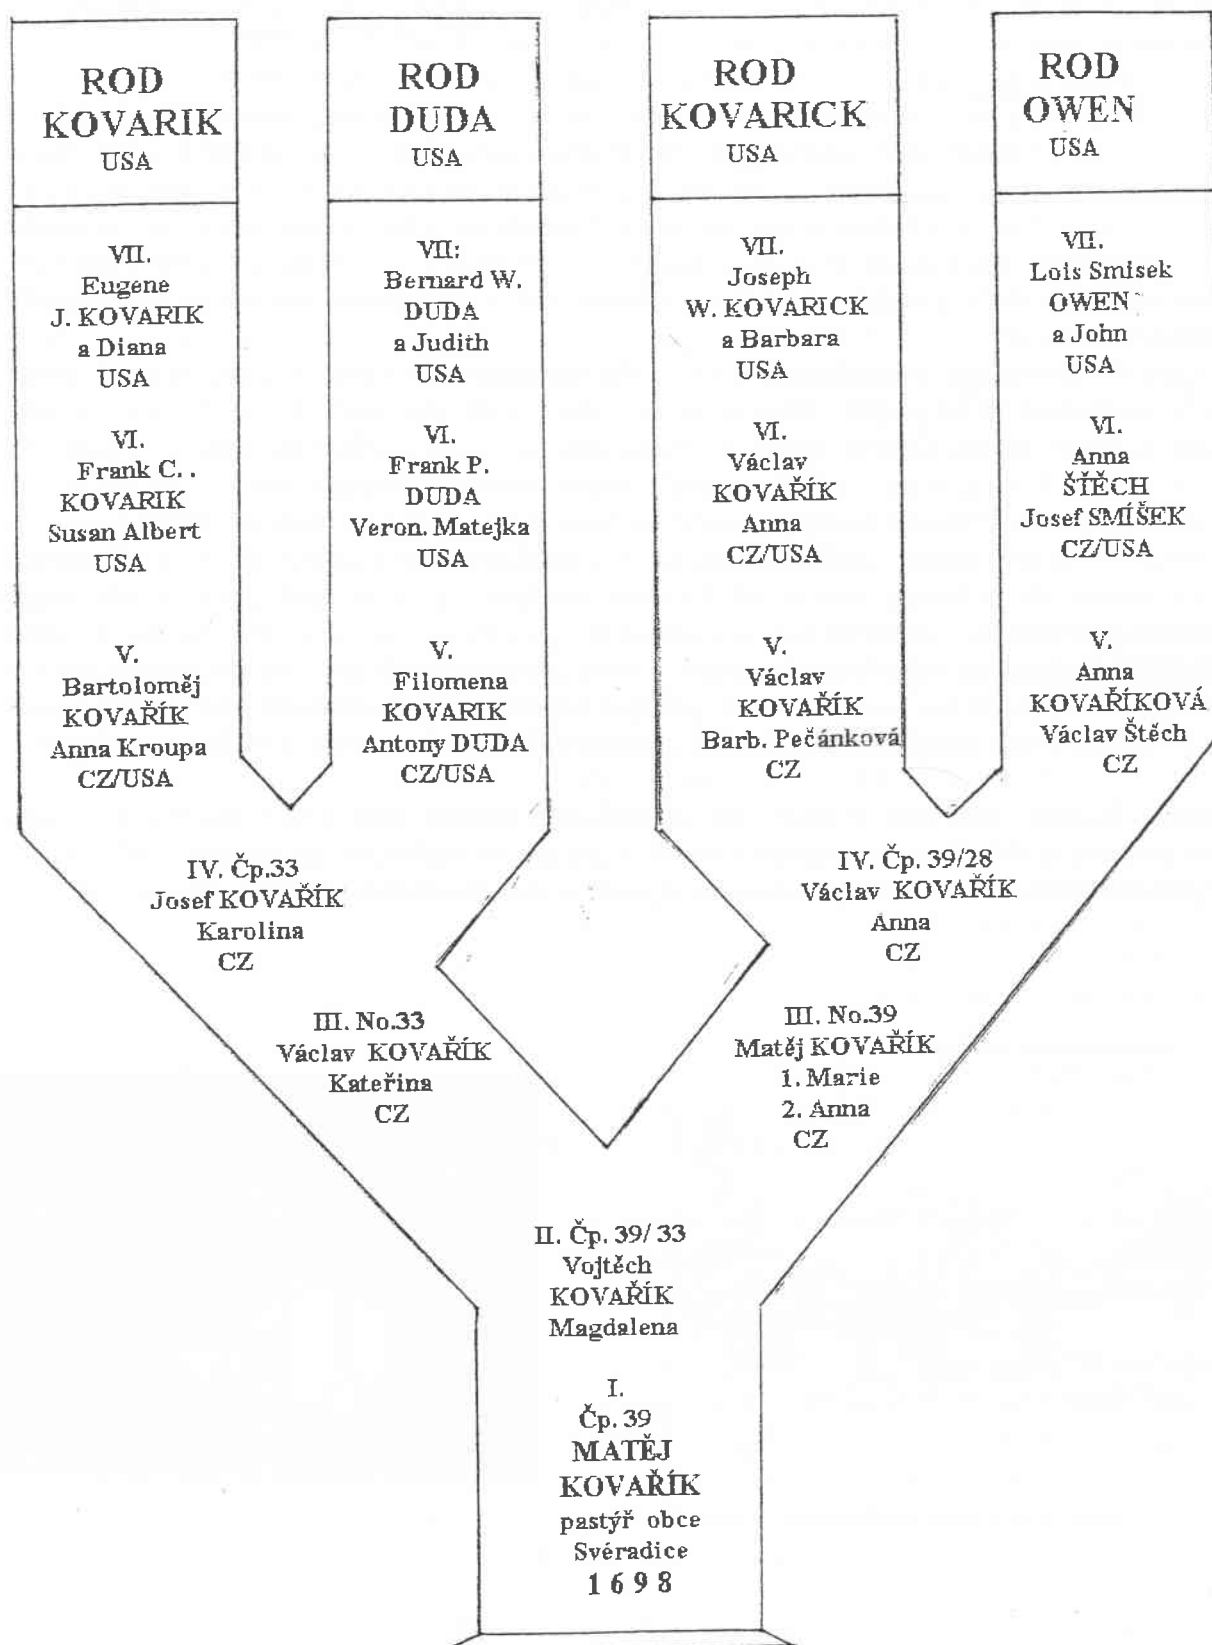 ROD
KOVARIK
USA
VII.
Eugene
J. KOVARIK
a Diana
USA
VI.
Frank C. .
KOVARIK
Susan Albert
USA
V.
Bartoloměj
KOVAŘÍK
Anna Kroupa
CZ/USA
ROD
DUDA
USA
VII:
Bernard W.
DUDA
a Judith
USA
VI.
Frank P.
DUDA
Veron. Matejka
USA
V.
Filomena
KOVARIK
Antony DUDA
CZ/USA
ROD
KOVARICK
USA
VII.
Joseph
W. KOVARICK
a Barbara
USA
VI.
Václav
KOVAŘÍK
Anna
CZ/USA
V.
Václav
KOVAŘÍK
Barb. Pečánková
CZ
ROD
OWEN
USA
VII.
Lois Smisek
OWEN
a John
USA
VI.
Anna
ŠŤĚCH
Josef SMÍŠEK
CZ/USA
V.
Anna
KOVAŘÍKOVÁ
Václav Štěch
CZ
IV. Čp.33
Josef KOVAŘÍK
Karolina
CZ
IV. Čp. 39/28
Václav KOVAŘÍK
Anna
CZ
III. No.33
Václav KOVAŘÍK
Kateřina
CZ
III. No.39
Matěj KOVAŘÍK
1. Marie
2. Anna
CZ
II. Čp. 39/ 33
Vojtěch
KOVAŘÍK
Magdalena
I.
Čp. 39
MATĚJ
KOVAŘÍK
pastýř obce
Svéradice
1 6 9 8